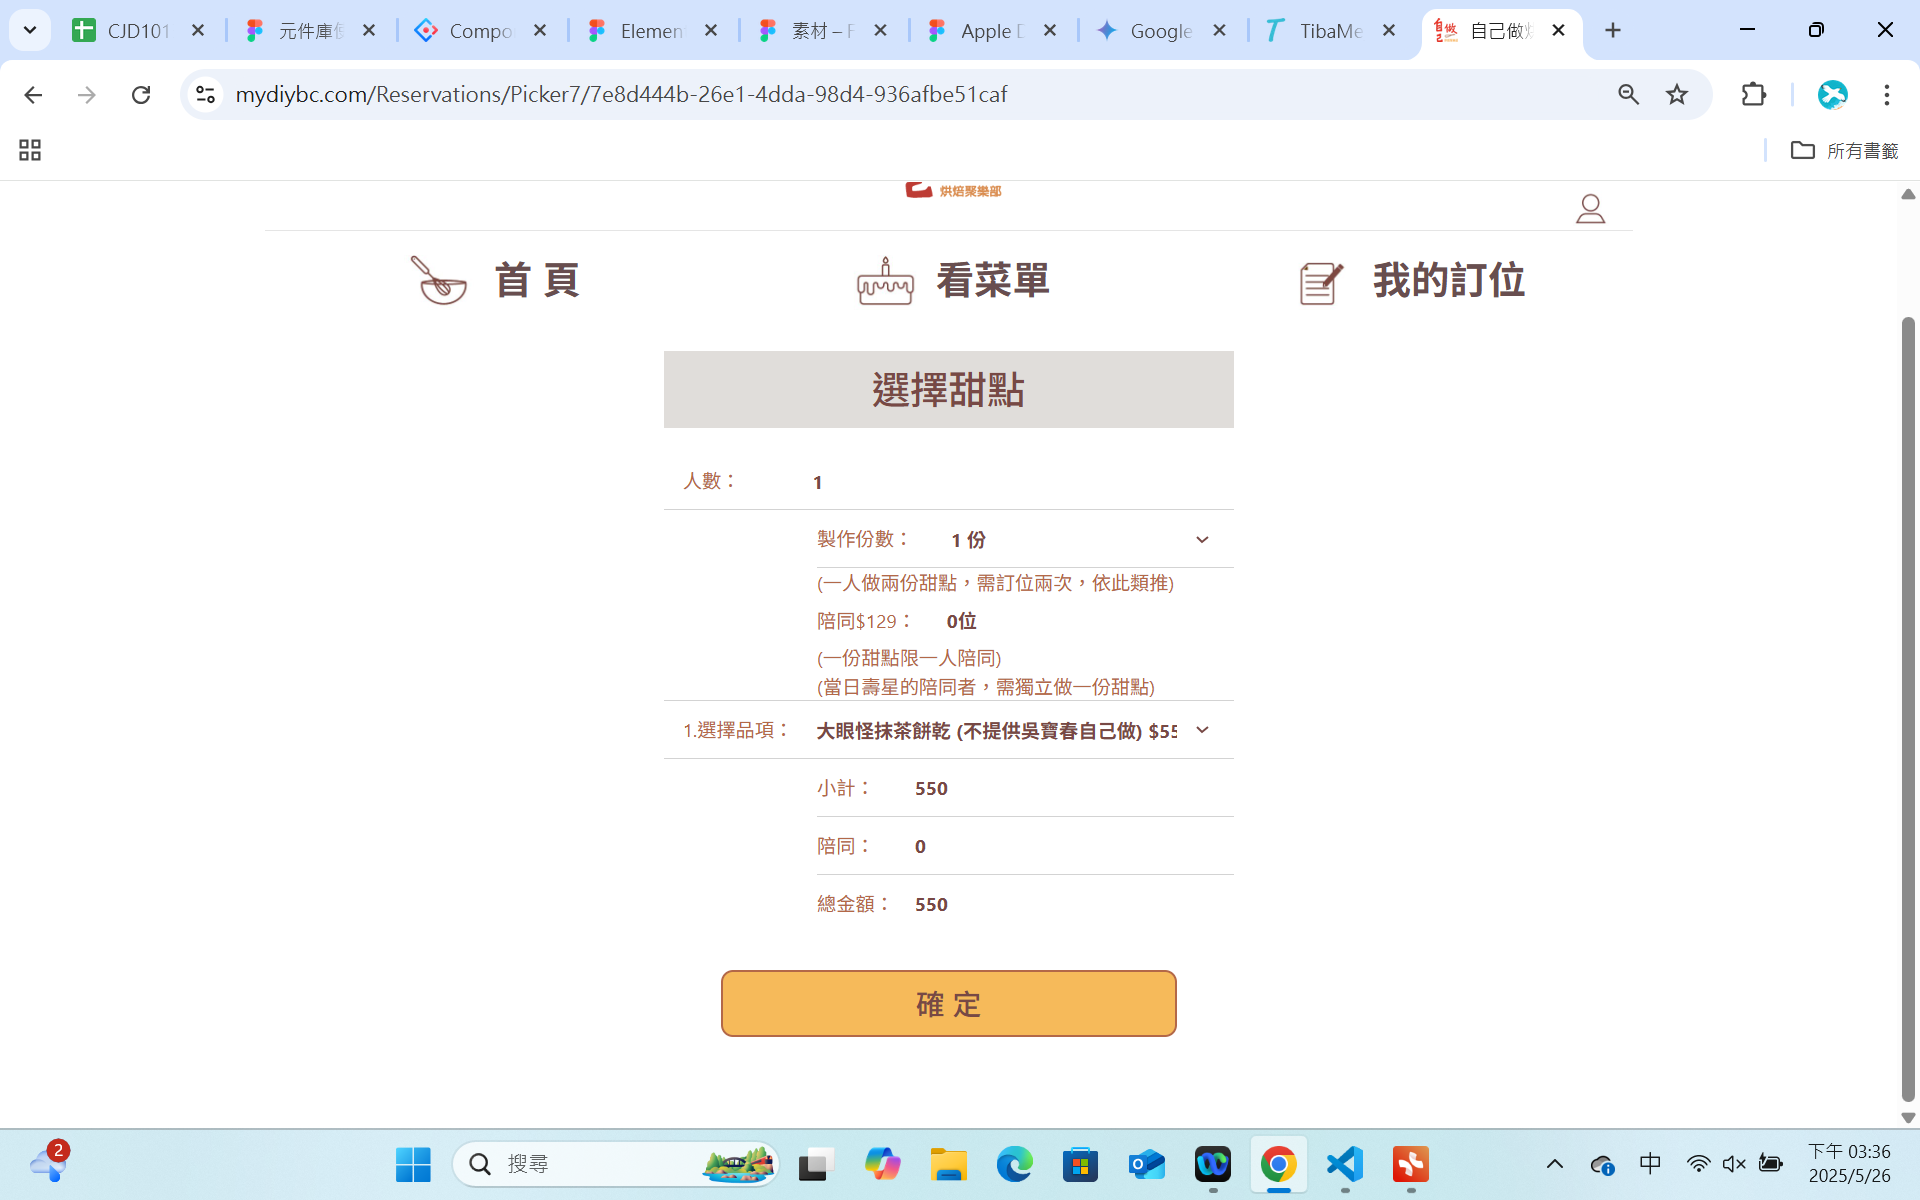 CJD101
元件庫
Compo
Elemen
素材 – F
Apple D
Google
TibaMe
自己做
mydiybc.com/Reservations/Picker7/7e8d444b-26e1-4dda-98d4-936afbe51caf
所有書籤
烘焙聚樂部
首 頁
看菜單
我的訂位
選擇甜點
人數：
1
製作份數：
1 份
(一人做兩份甜點，需訂位兩次，依此類推)
陪同$129：
0位
(一份甜點限一人陪同)
(當日壽星的陪同者，需獨立做一份甜點)
1.選擇品項：
大眼怪抹茶餅乾 (不提供吳寶春自己做) $55
小計：
550
陪同：
0
總金額：
550
確 定
2
搜尋
中
下午 03:36
2025/5/26